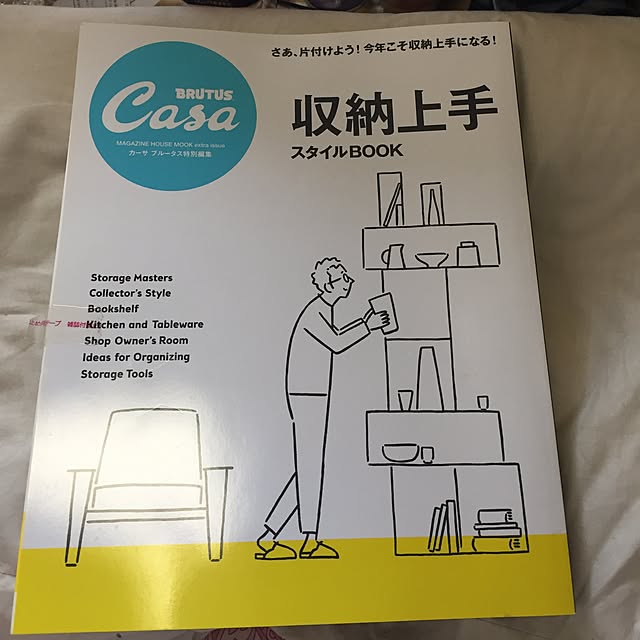 さあ、片付けよう！今年こそ収納上手になる！
BRUTUS
Casa
MAGAZINE HOUSE MOOK extra issue
カーサ ブルータス特別編集
収納上手
スタイルBOOK
Storage Masters
Collector's Style
Bookshelf
Kitchen and Tableware
Shop Owner's Room
Ideas for Organizing
Storage Tools